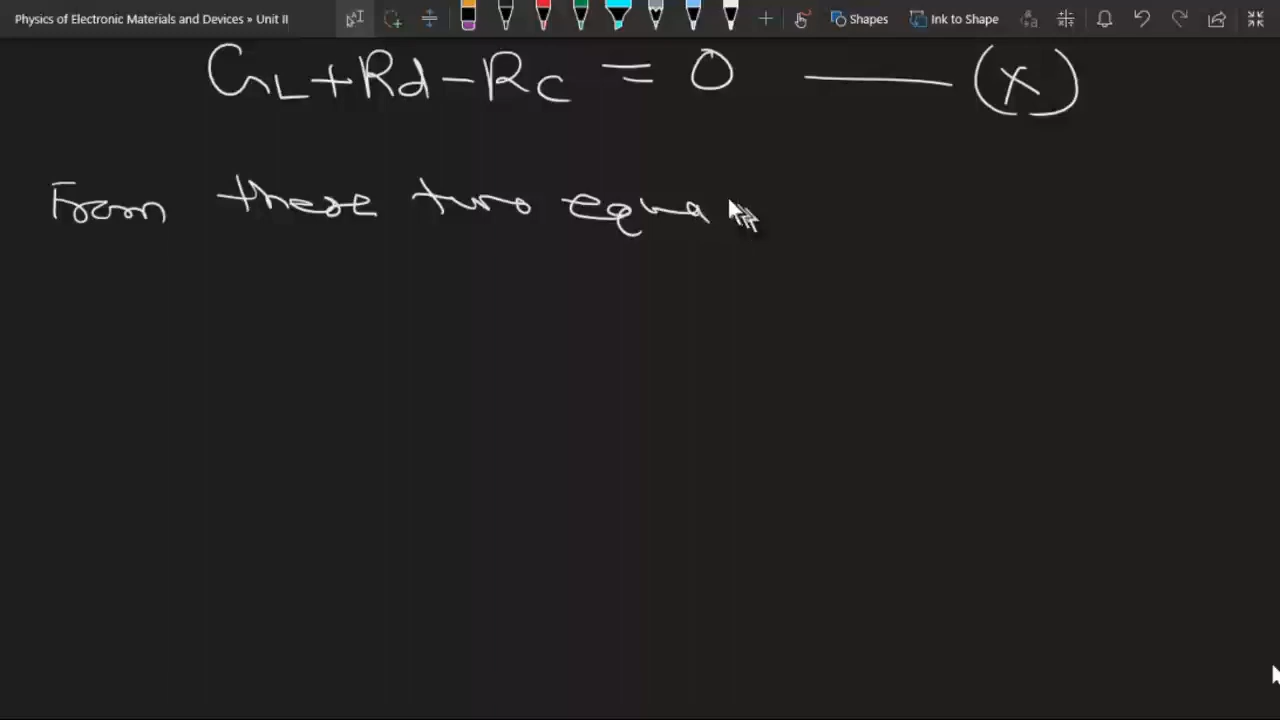 Physics of Electronic Materials and Devices » Unit II
Shapes
Ink to Shape
GL+Rd-Rc = 0 —— (x)
From these two equa